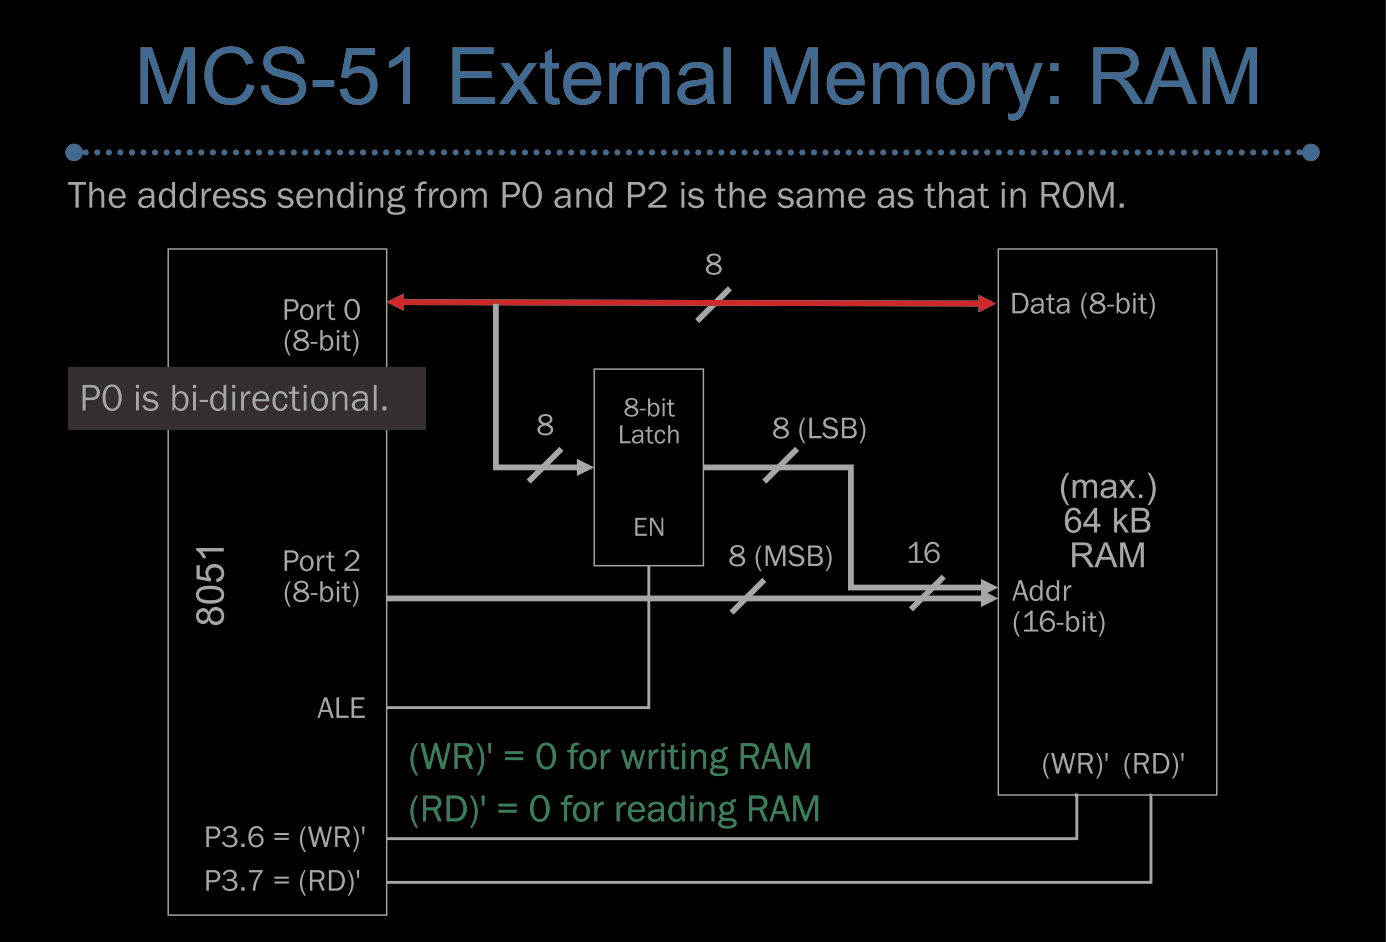 MCS-51 External Memory: RAM
The address sending from P0 and P2 is the same as that in ROM.
8
Port 0
(8-bit)
Data (8-bit)
P0 is bi-directional.
8
8-bit
Latch
8 (LSB)
EN
(max.)
64 kB
RAM
8051
Port 2
(8-bit)
8 (MSB)
16
Addr
(16-bit)
ALE
(WR)' = 0 for writing RAM
(RD)' = 0 for reading RAM
(WR)' (RD)'
P3.6 = (WR)'
P3.7 = (RD)'